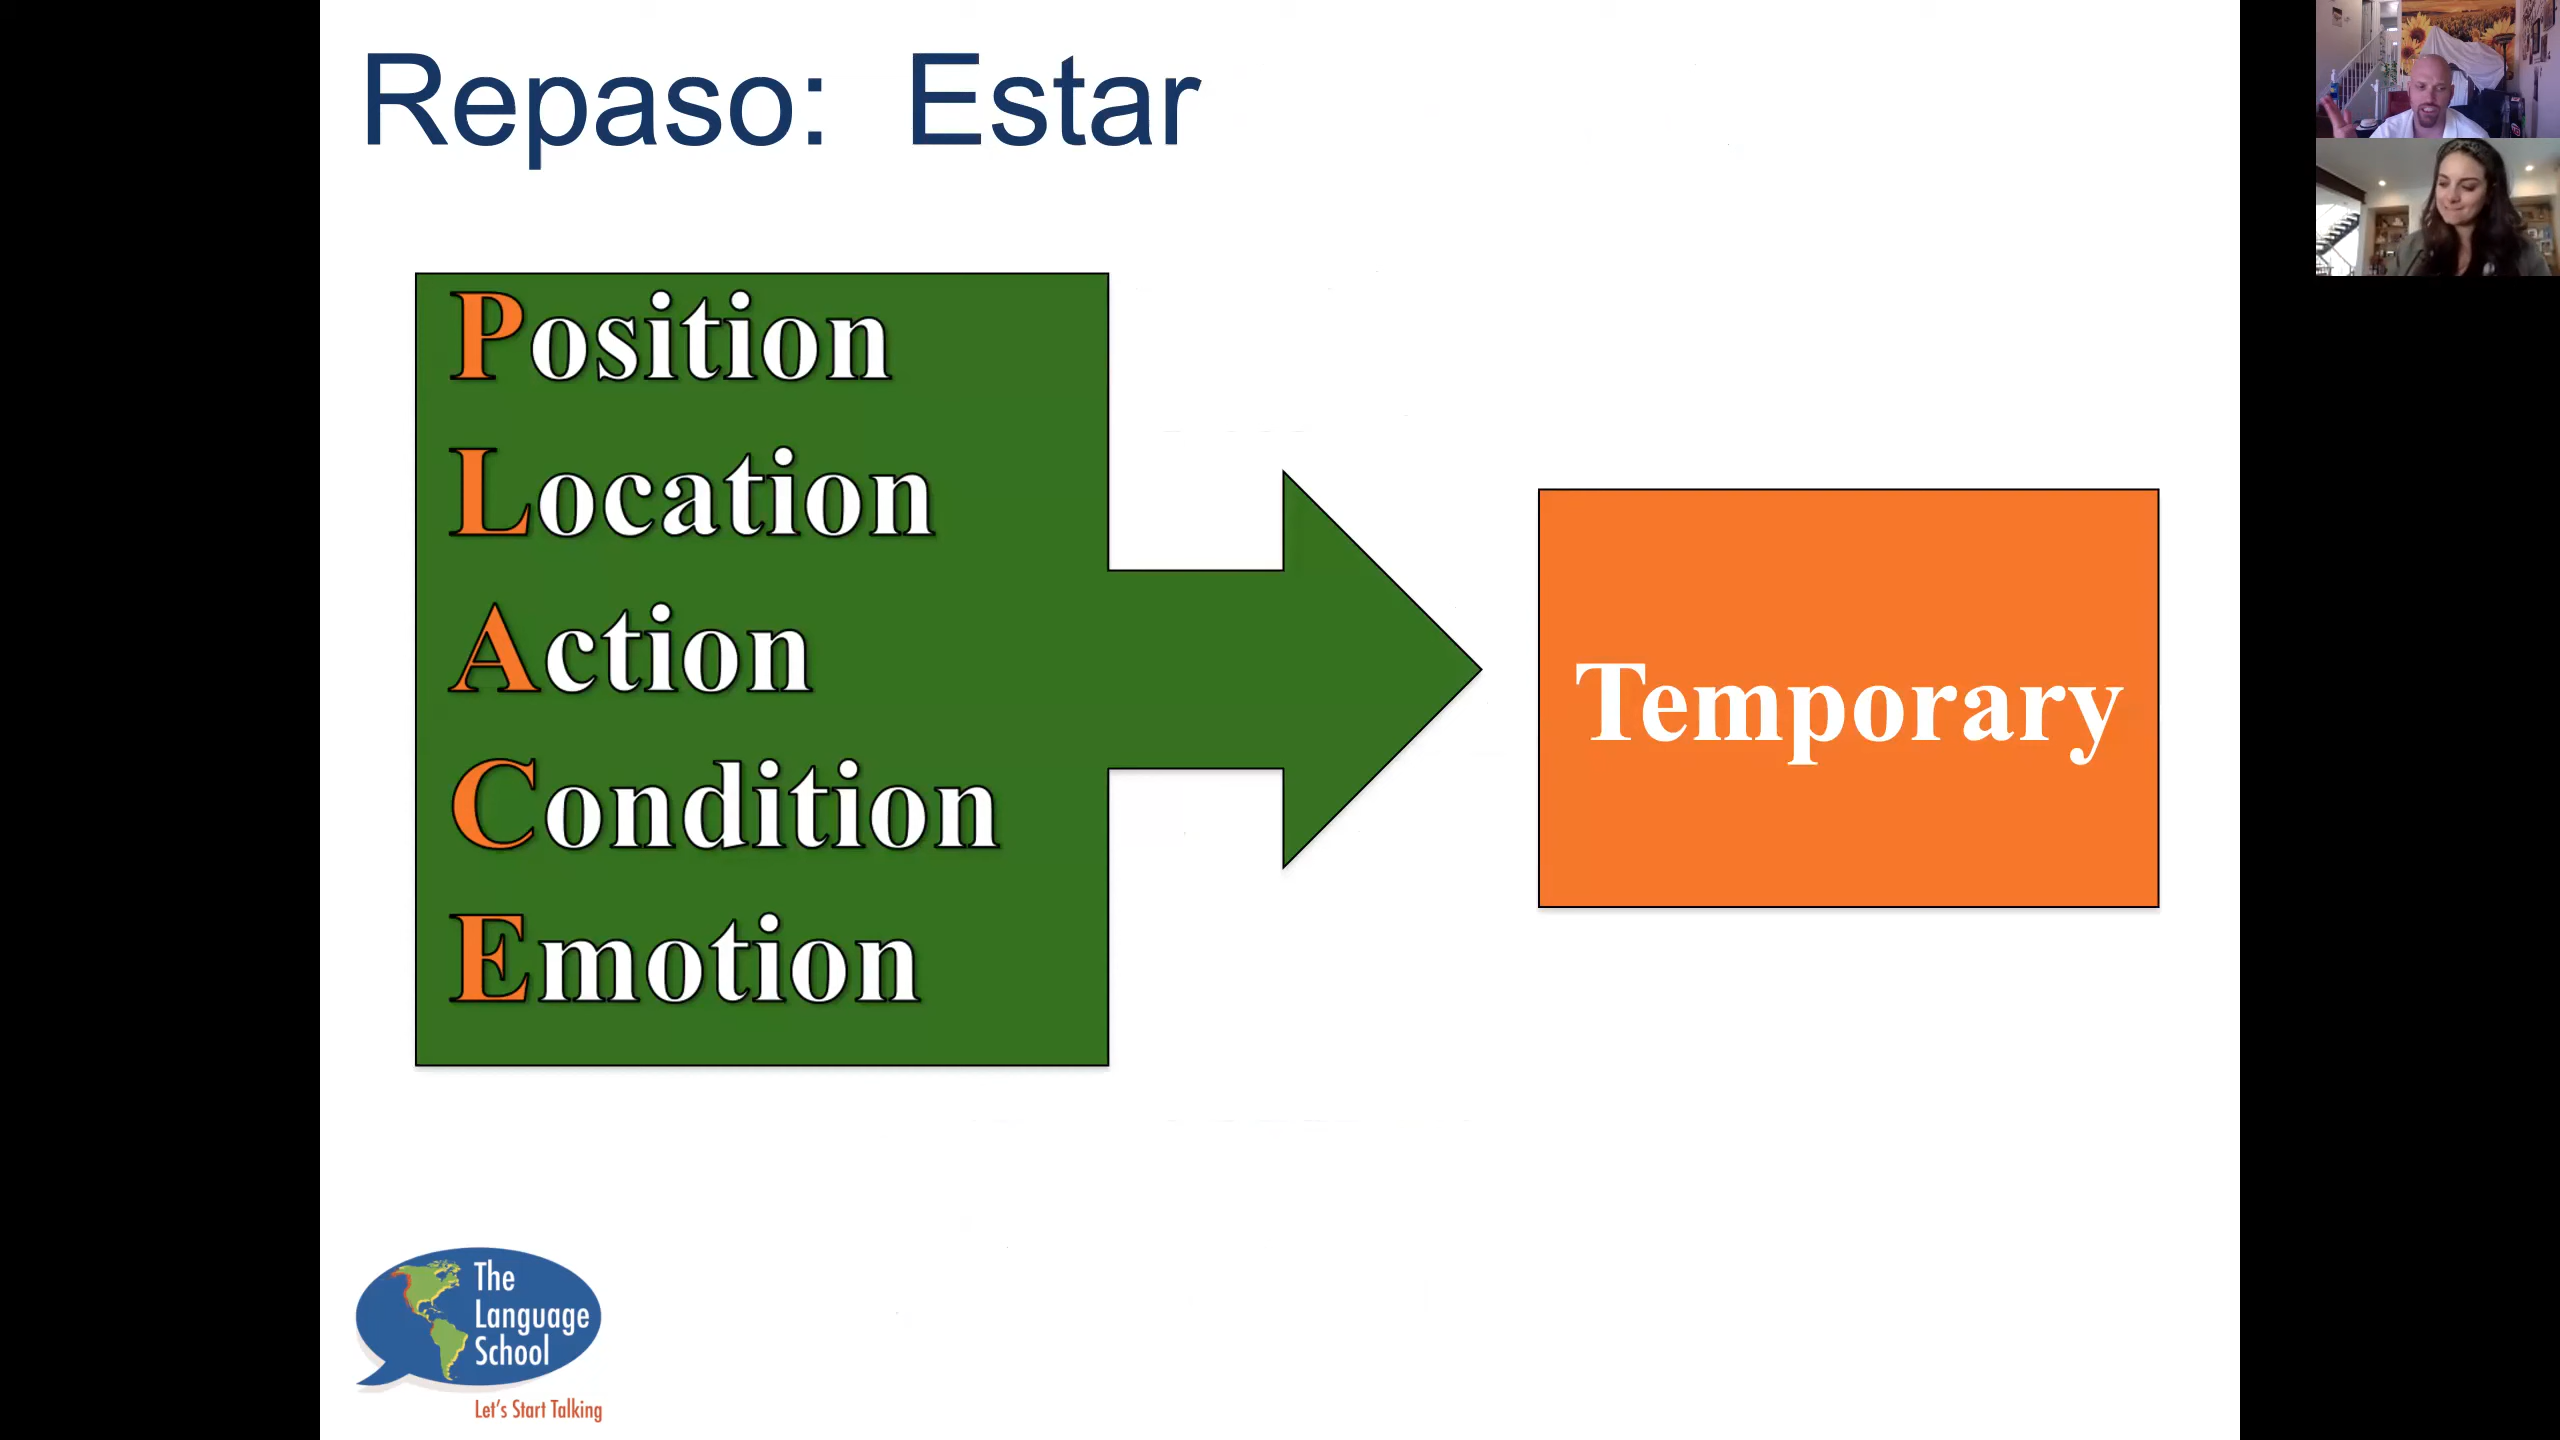 Repaso: Estar
Position
Location
Action
Condition
Emotion
Temporary
The
Language
School
Let's Start Talking